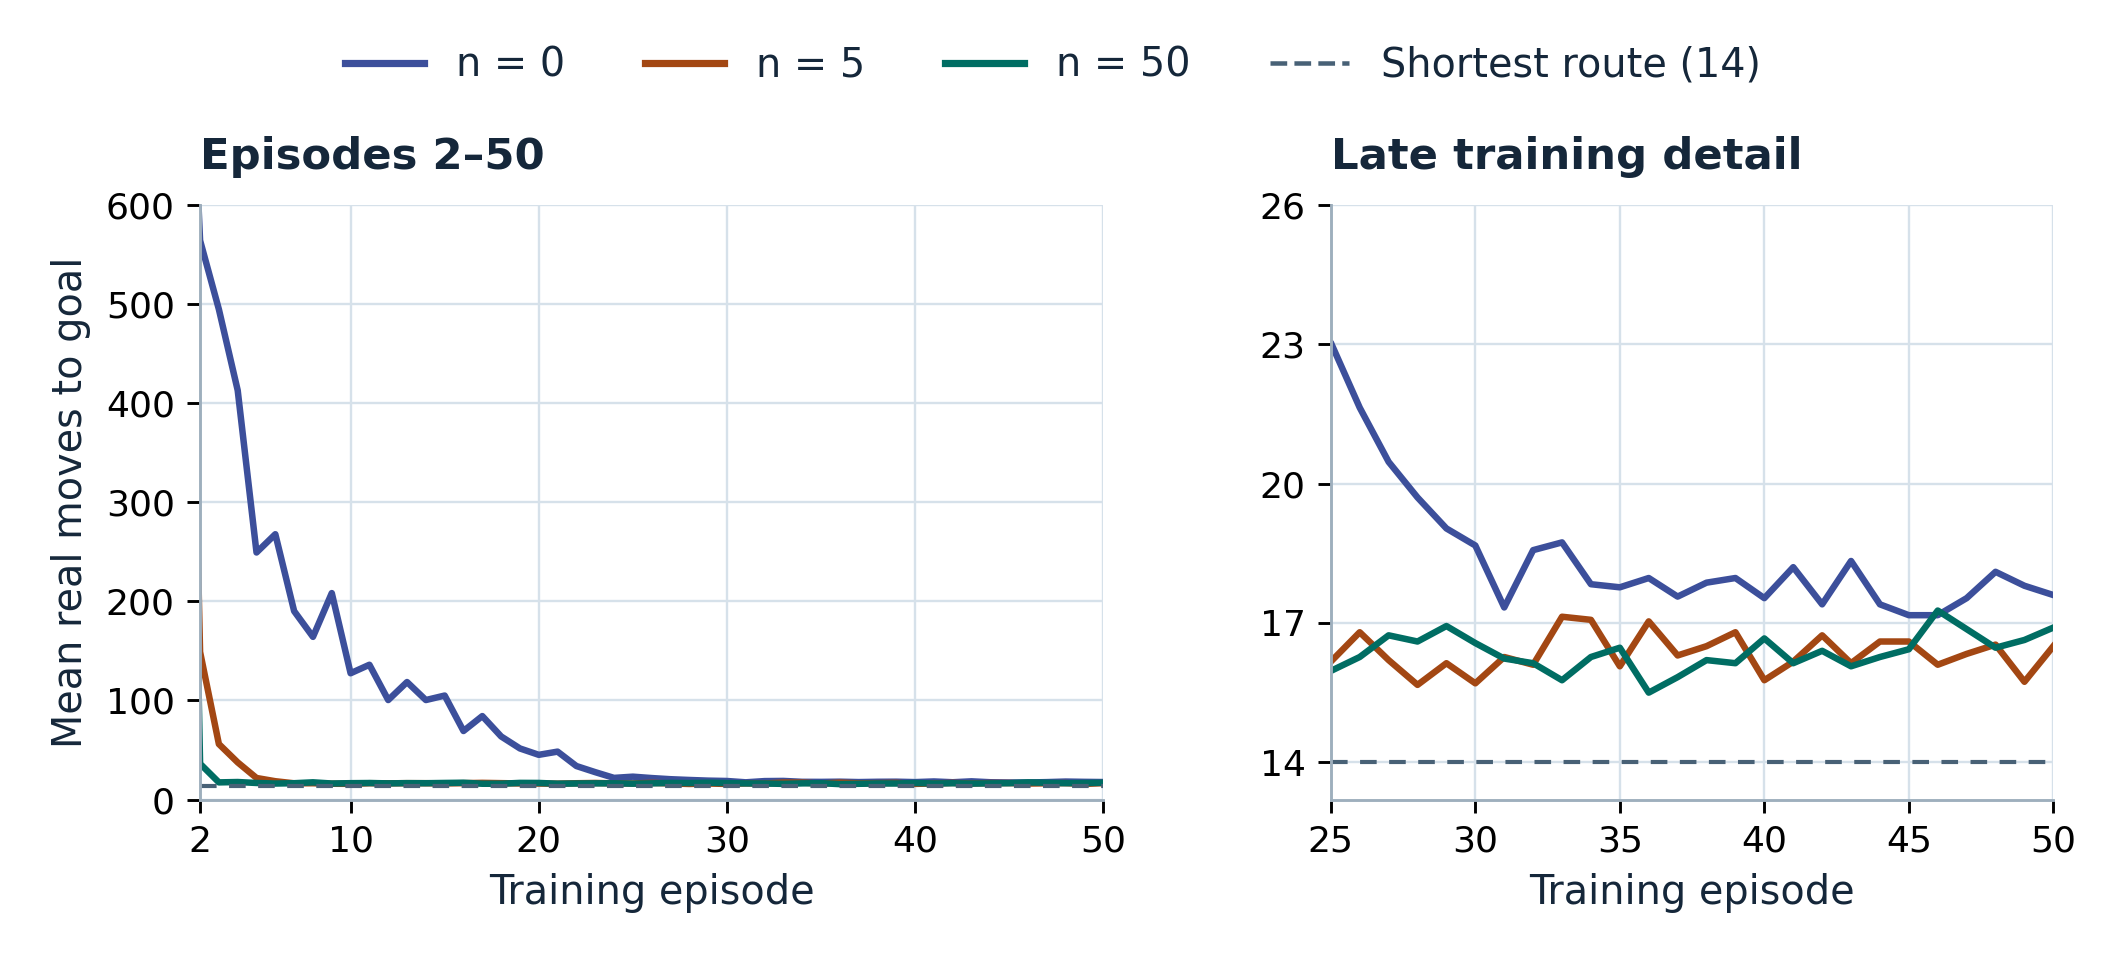 n = 0 n = 5 n = 50 Shortest route (14)
Episodes 2–50
Mean real moves to goal
600
500
400
300
200
100
0
2 10 20 30 40 50
Training episode
Late training detail
26
23
20
17
14
25 30 35 40 45 50
Training episode